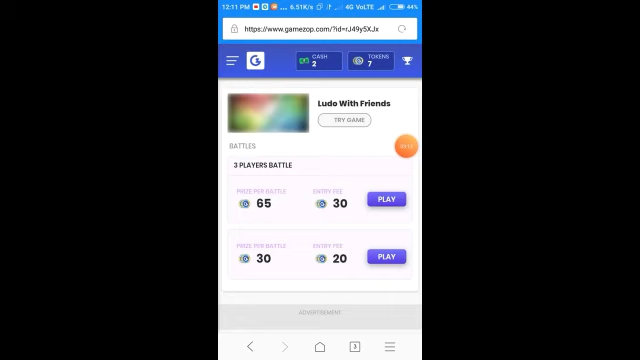 12:11 PM ... 6.51K/s 4G VoLTE 44%
https://www.gamezop.com/?id=rJ49y5XJx
CASH
2
TOKENS
7
Ludo With Friends
TRY GAME
BATTLES
3 PLAYERS BATTLE
PRIZE PER BATTLE ENTRY FEE
65 30 PLAY
PRIZE PER BATTLE ENTRY FEE
30 20 PLAY
ADVERTISEMENT
3